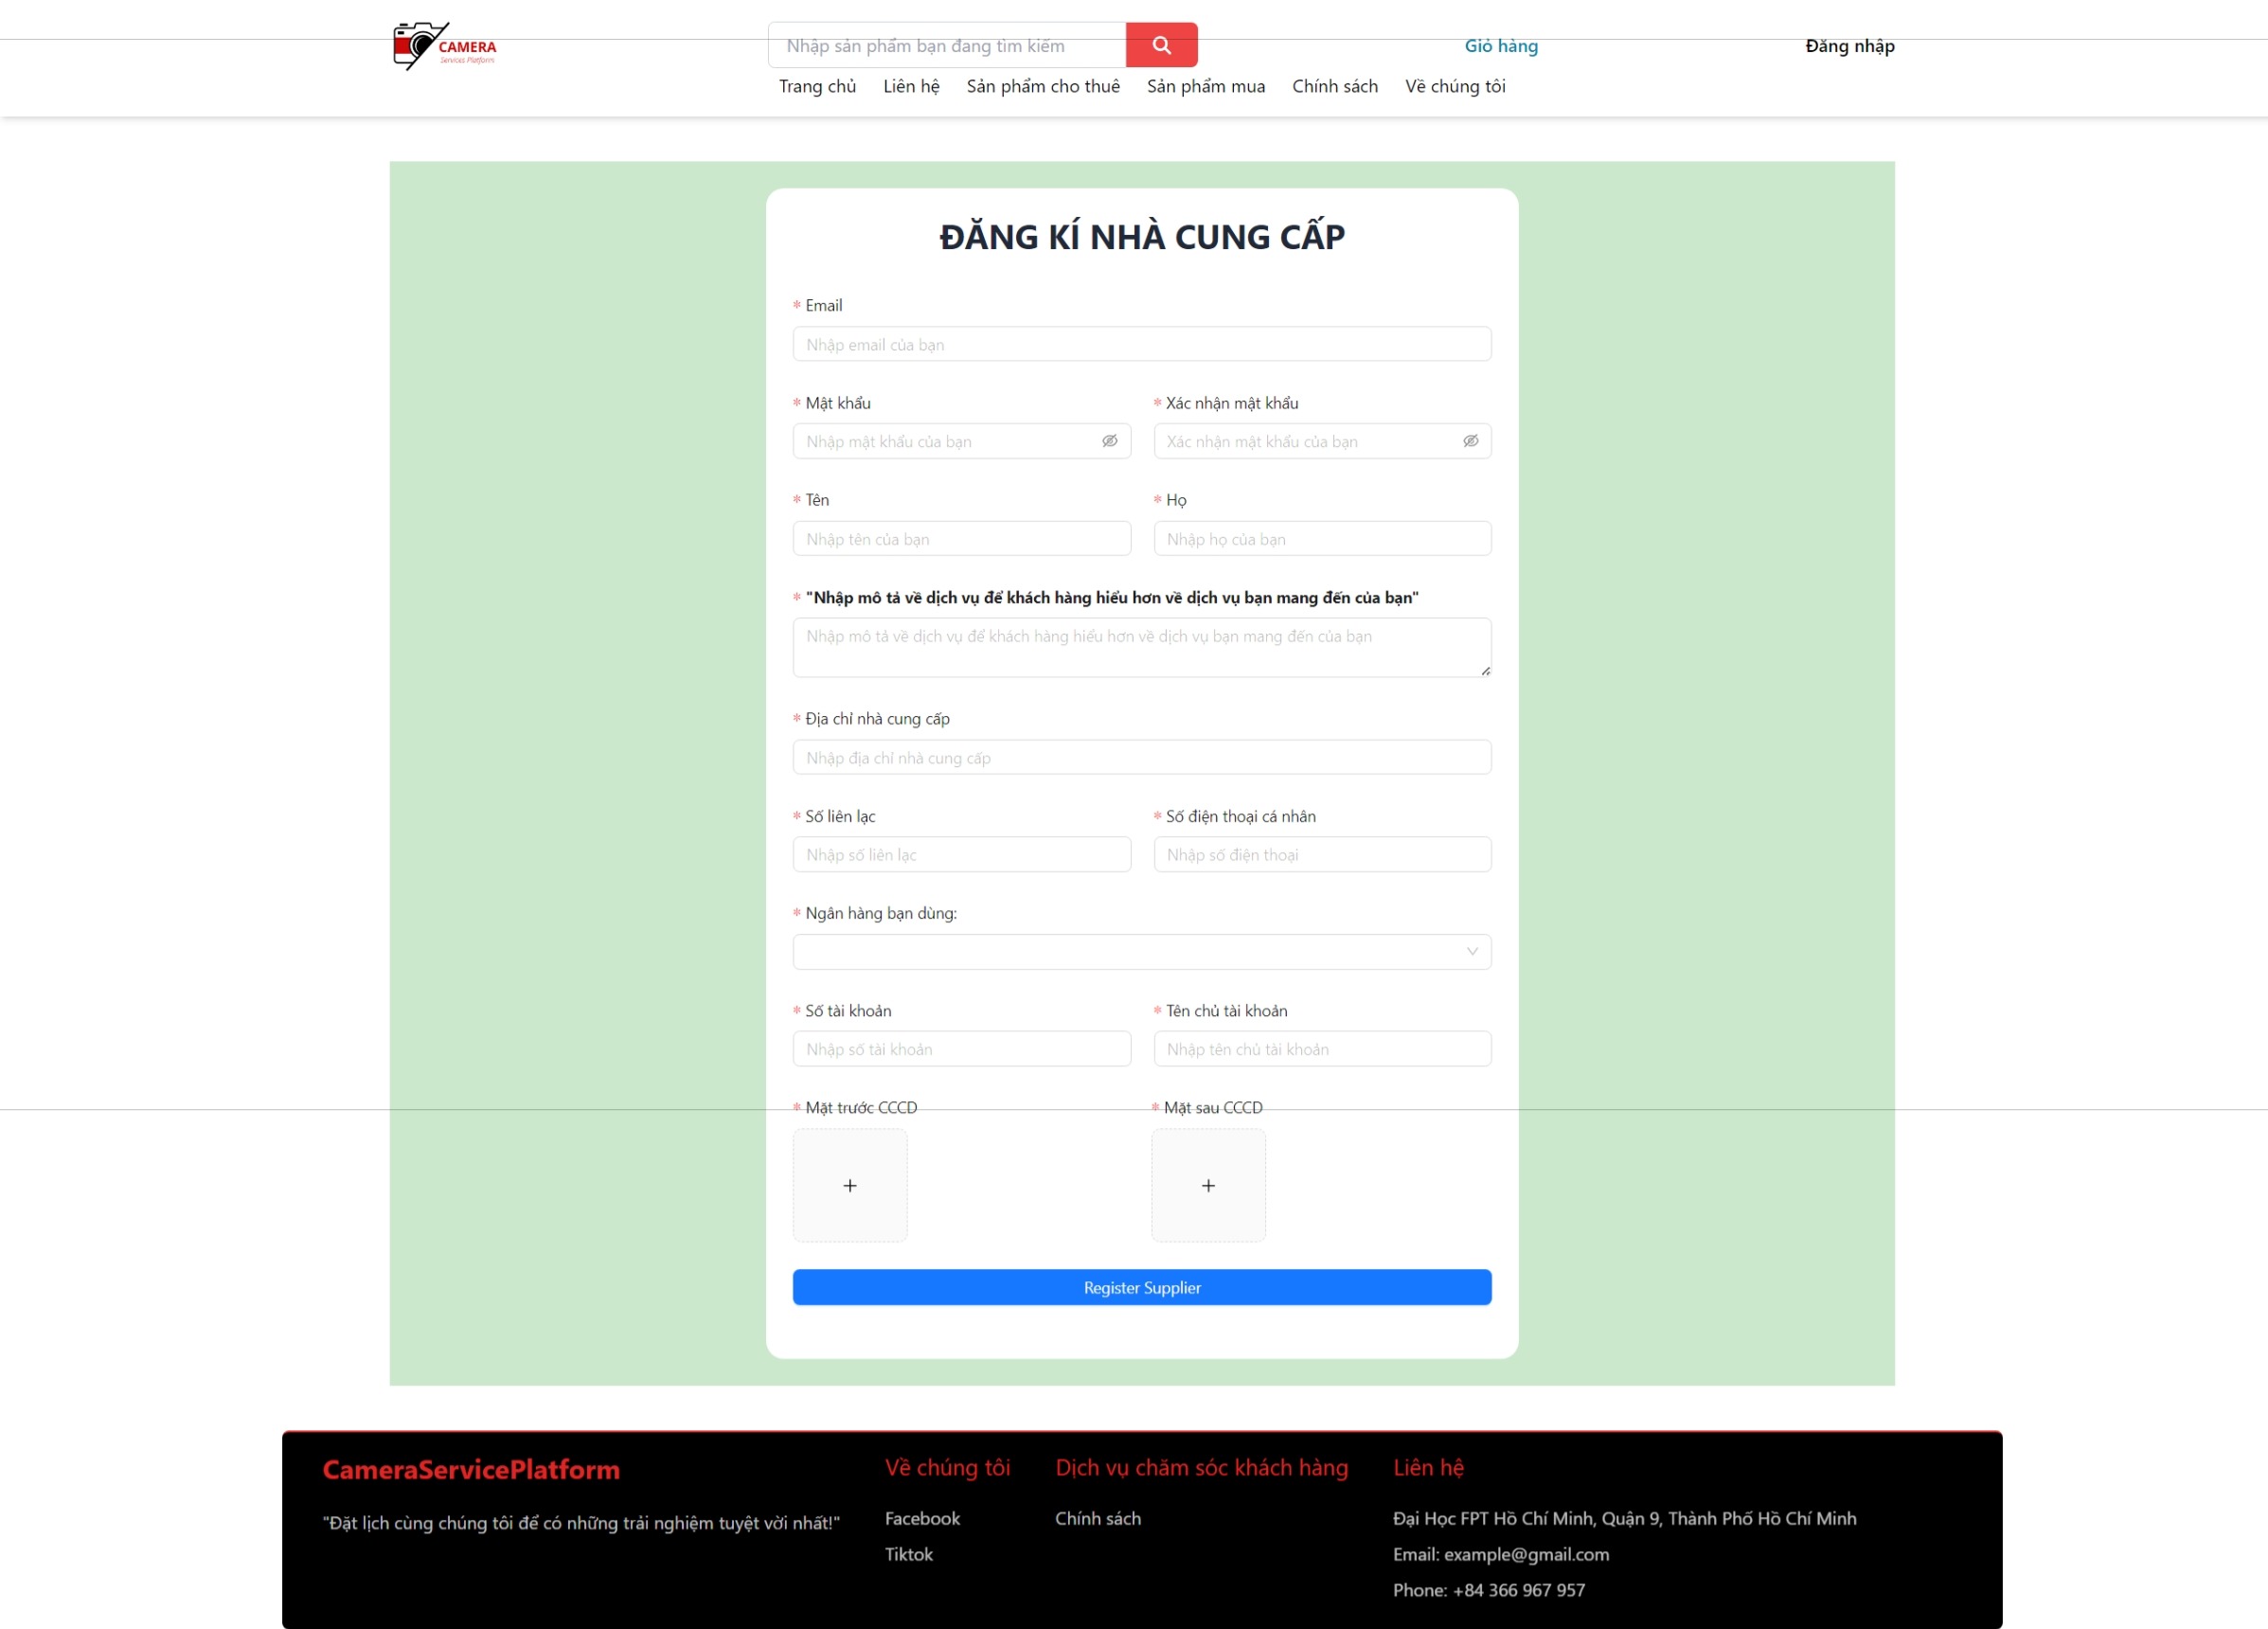 CAMERA
Services Platform
Nhập sản phẩm bạn đang tìm kiếm
Giỏ hàng
Đăng nhập
Trang chủ Liên hệ Sản phẩm cho thuê Sản phẩm mua Chính sách Về chúng tôi
ĐĂNG KÍ NHÀ CUNG CẤP
* Email
Nhập email của bạn
* Mật khẩu * Xác nhận mật khẩu
Nhập mật khẩu của bạn Xác nhận mật khẩu của bạn
* Tên * Họ
Nhập tên của bạn Nhập họ của bạn
* "Nhập mô tả về dịch vụ để khách hàng hiểu hơn về dịch vụ bạn mang đến của bạn"
Nhập mô tả về dịch vụ để khách hàng hiểu hơn về dịch vụ bạn mang đến của bạn
* Địa chỉ nhà cung cấp
Nhập địa chỉ nhà cung cấp
* Số liên lạc * Số điện thoại cá nhân
Nhập số liên lạc Nhập số điện thoại
* Ngân hàng bạn dùng:
* Số tài khoản * Tên chủ tài khoản
Nhập số tài khoản Nhập tên chủ tài khoản
* Mặt trước CCCD * Mặt sau CCCD
+ +
Register Supplier
CameraServicePlatform
"Đặt lịch cùng chúng tôi để có những trải nghiệm tuyệt vời nhất!"
Về chúng tôi
Facebook
Tiktok
Dịch vụ chăm sóc khách hàng
Chính sách
Liên hệ
Đại Học FPT Hồ Chí Minh, Quận 9, Thành Phố Hồ Chí Minh
Email: example@gmail.com
Phone: +84 366 967 957